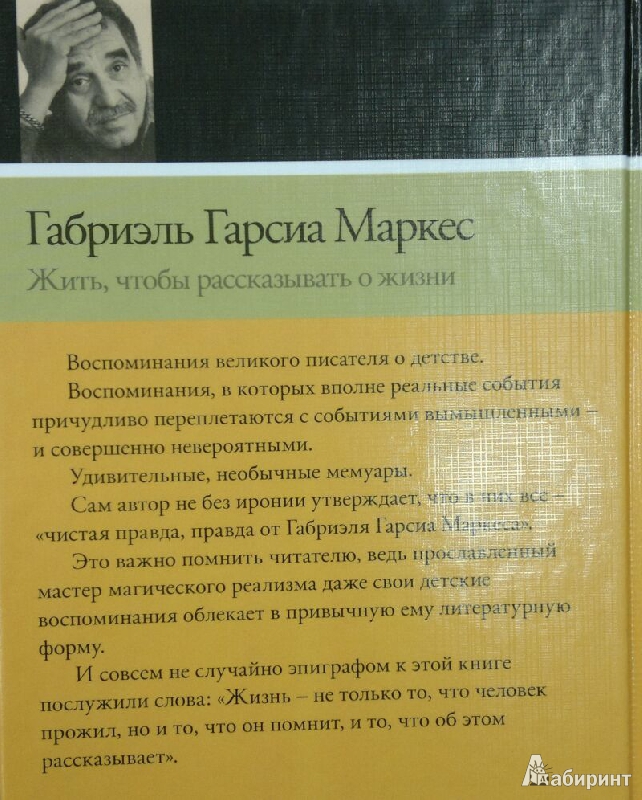 Габриэль Гарсиа Маркес
Жить, чтобы рассказывать о жизни
Воспоминания великого писателя о детстве.
Воспоминания, в которых вполне реальные события
причудливо переплетаются с событиями вымышленными –
и совершенно невероятными.
Удивительные, необычные мемуары.
Сам автор не без иронии утверждает, что в них все –
«чистая правда, правда от Габриэля Гарсиа Маркеса».
Это важно помнить читателю, ведь прославленный
мастер магического реализма даже свои детские
воспоминания облекает в привычную ему литературную
форму.
И совсем не случайно эпиграфом к этой книге
послужили слова: «Жизнь – не только то, что человек
прожил, но и то, что он помнит, и то, что об этом
рассказывает».
Лабиринт